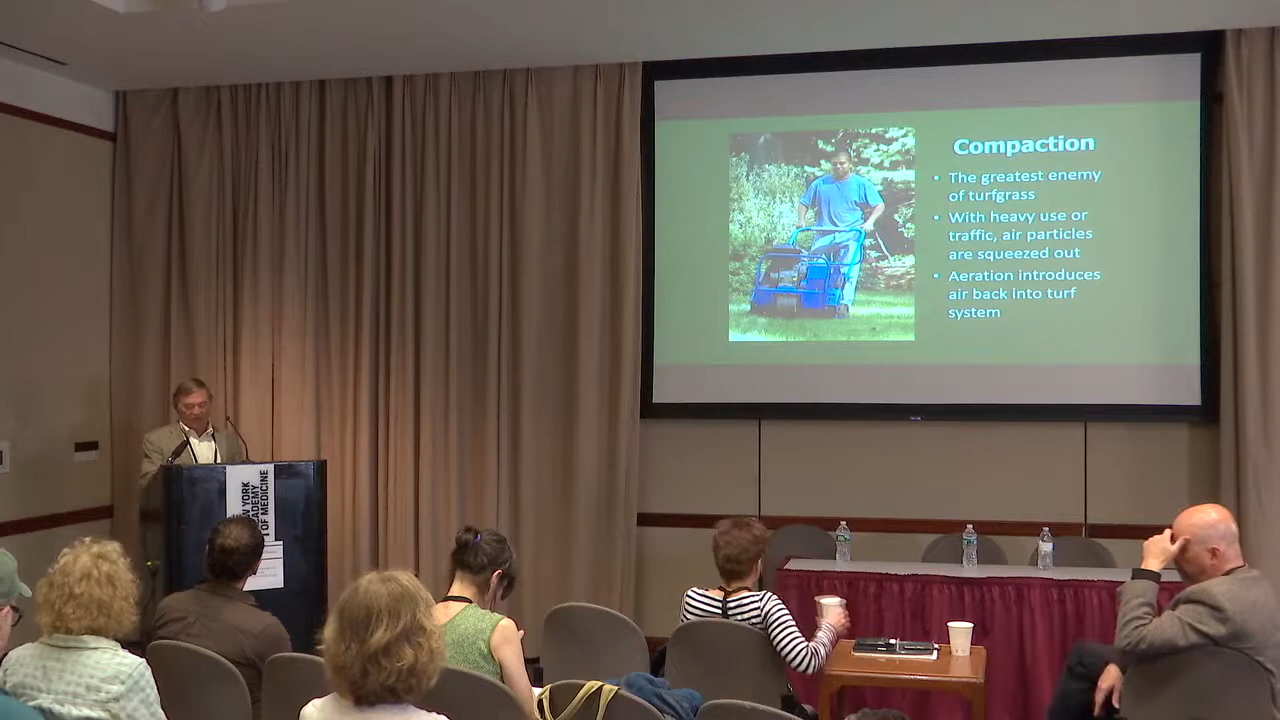 Compaction
• The greatest enemy
of turfgrass
• With heavy use or
traffic, air particles
are squeezed out
• Aeration introduces
air back into turf
system
YORK
OF MEDICINE